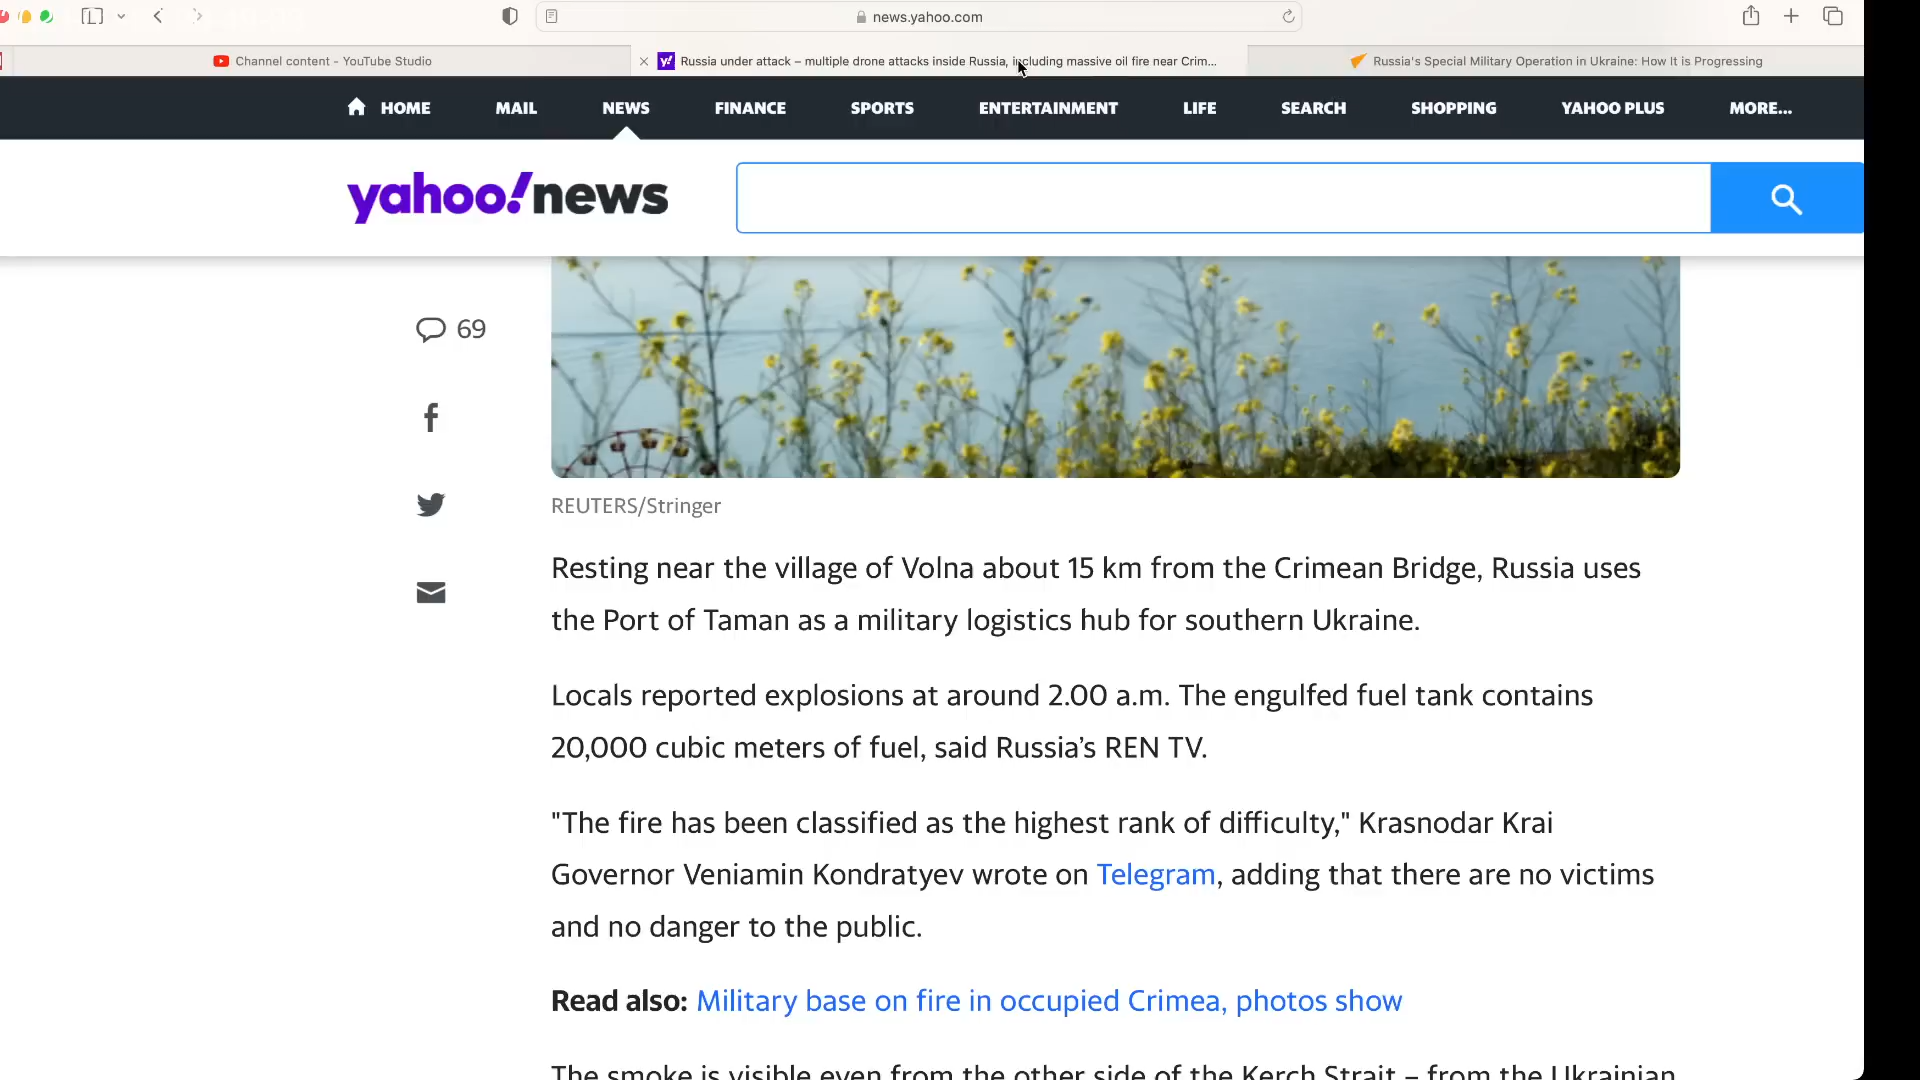 news.yahoo.com
Channel content - YouTube Studio
Russia under attack – multiple drone attacks inside Russia, including massive oil fire near Crim...
Russia's Special Military Operation in Ukraine: How It is Progressing
HOME MAIL NEWS FINANCE SPORTS ENTERTAINMENT LIFE SEARCH SHOPPING YAHOO PLUS MORE...
yahoo!news
69
REUTERS/Stringer
Resting near the village of Volna about 15 km from the Crimean Bridge, Russia uses
the Port of Taman as a military logistics hub for southern Ukraine.
Locals reported explosions at around 2.00 a.m. The engulfed fuel tank contains
20,000 cubic meters of fuel, said Russia’s REN TV.
"The fire has been classified as the highest rank of difficulty," Krasnodar Krai
Governor Veniamin Kondratyev wrote on Telegram, adding that there are no victims
and no danger to the public.
Read also: Military base on fire in occupied Crimea, photos show
The smoke is visible even from the other side of the Kerch Strait – from the Ukrainian